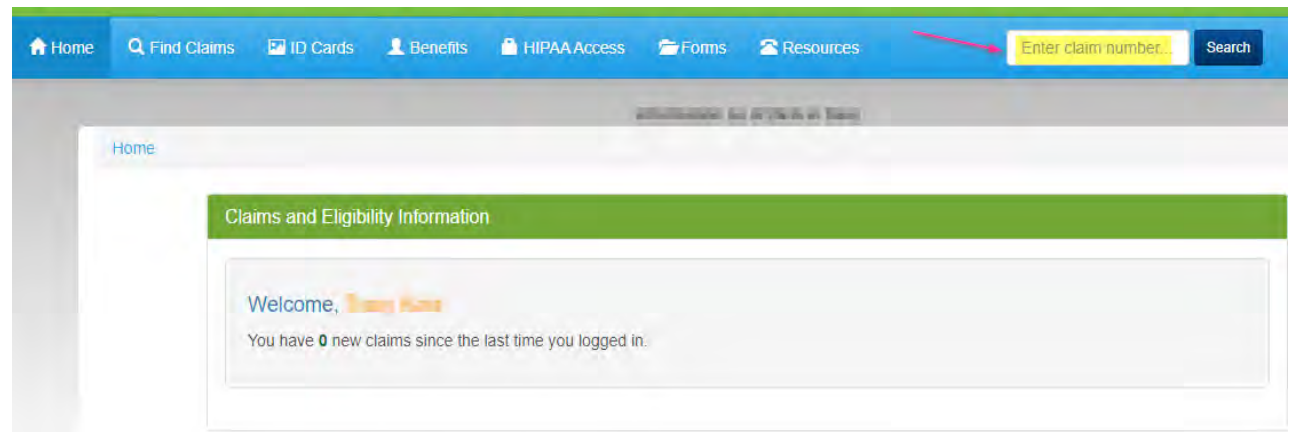 Home Find Claims ID Cards Benefits HIPAA Access Forms Resources Enter claim number... Search
Home
Claims and Eligibility Information
Welcome,
You have 0 new claims since the last time you logged in.